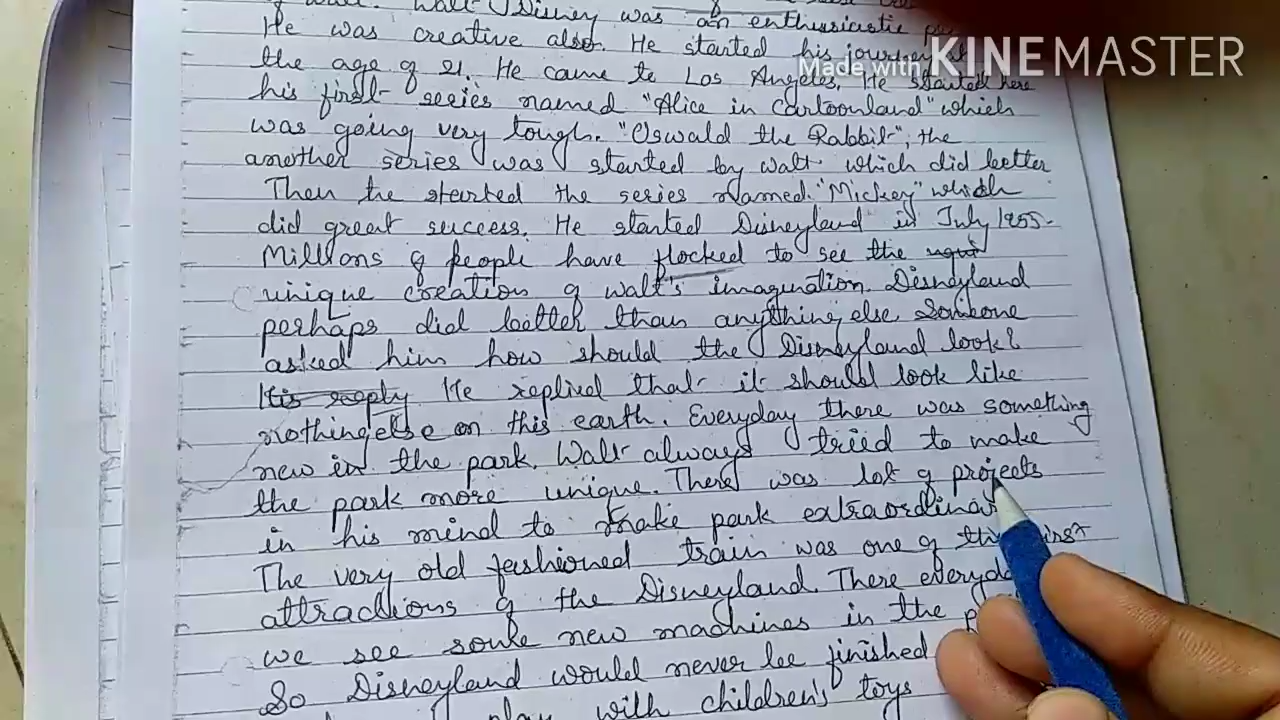 Walt. Walt Disney was an enthusiastic
He was creative also. He started his journey at
Made with KINEMASTER
the age of 21. He came to Los Angeles. He started here
his first series named "Alice in Cartoonland" which
was going very tough. "Oswald the Rabbit", the
another series was started by Walt which did better
Then he started the series named "Mickey" which
did great success. He started Disneyland in July 1955.
Millions of people have flocked to see the
unique creation of Walt's imagination. Disneyland
perhaps did better than anything else. Someone
asked him how should the Disneyland look?
His reply He replied that it should look like
nothing else on this earth. Everyday there was something
new in the park. Walt always tried to make
the park more unique. There was lot of projects
in his mind to make park extraordinar
The very old fashioned train was one of the first
attractions of the Disneyland. There everyda
we see some new machines in the p
So Disneyland would never be finished
play with children's toys